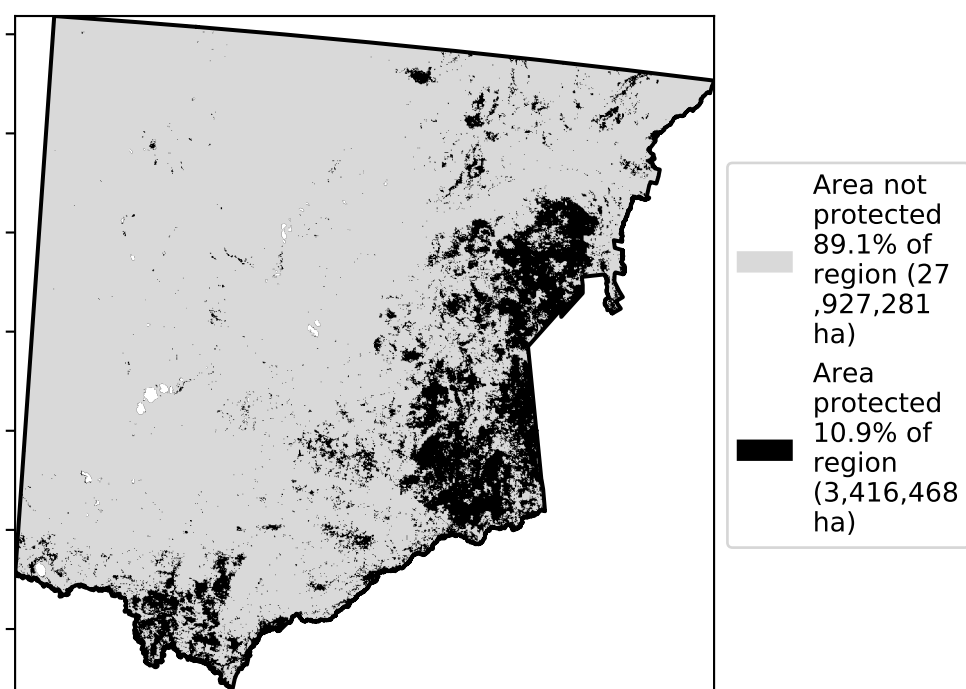 Area not
protected
89.1% of
region (27
,927,281
ha)
Area
protected
10.9% of
region
(3,416,468
ha)